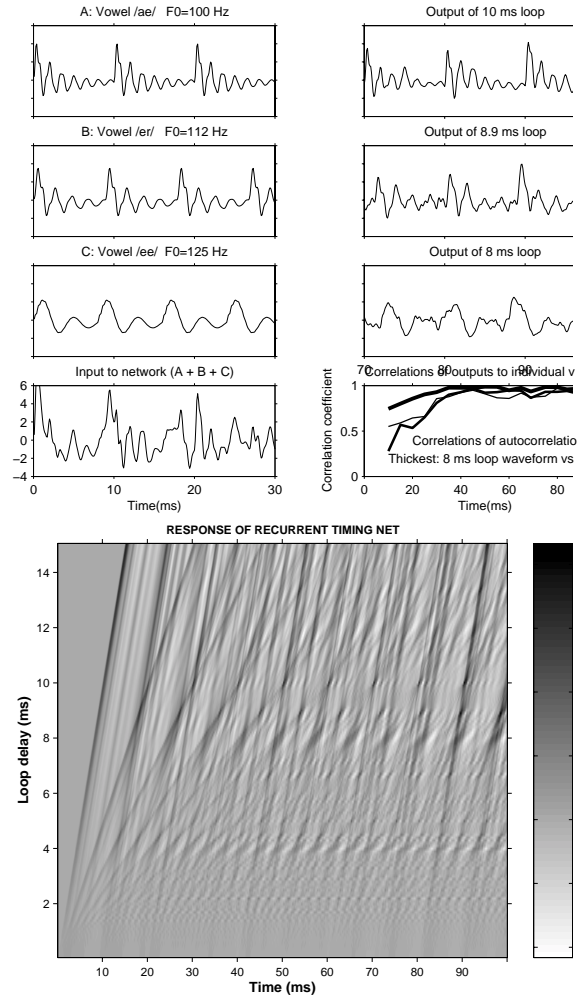 A: Vowel /ae/ F0=100 Hz
Output of 10 ms loop
B: Vowel /er/ F0=112 Hz
Output of 8.9 ms loop
C: Vowel /ee/ F0=125 Hz
Output of 8 ms loop
70 80 90
Input to network (A + B + C)
Correlations of outputs to individual v
6
4
2
0
−2
−4
0 10 20 30
Time(ms)
Correlation coefficient
1
0.5
0
Correlations of autocorrelatio
Thickest: 8 ms loop waveform vs
0 20 40 60 80
Time(ms)
RESPONSE OF RECURRENT TIMING NET
Loop delay (ms)
14
12
10
8
6
4
2
10 20 30 40 50 60 70 80 90
Time (ms)